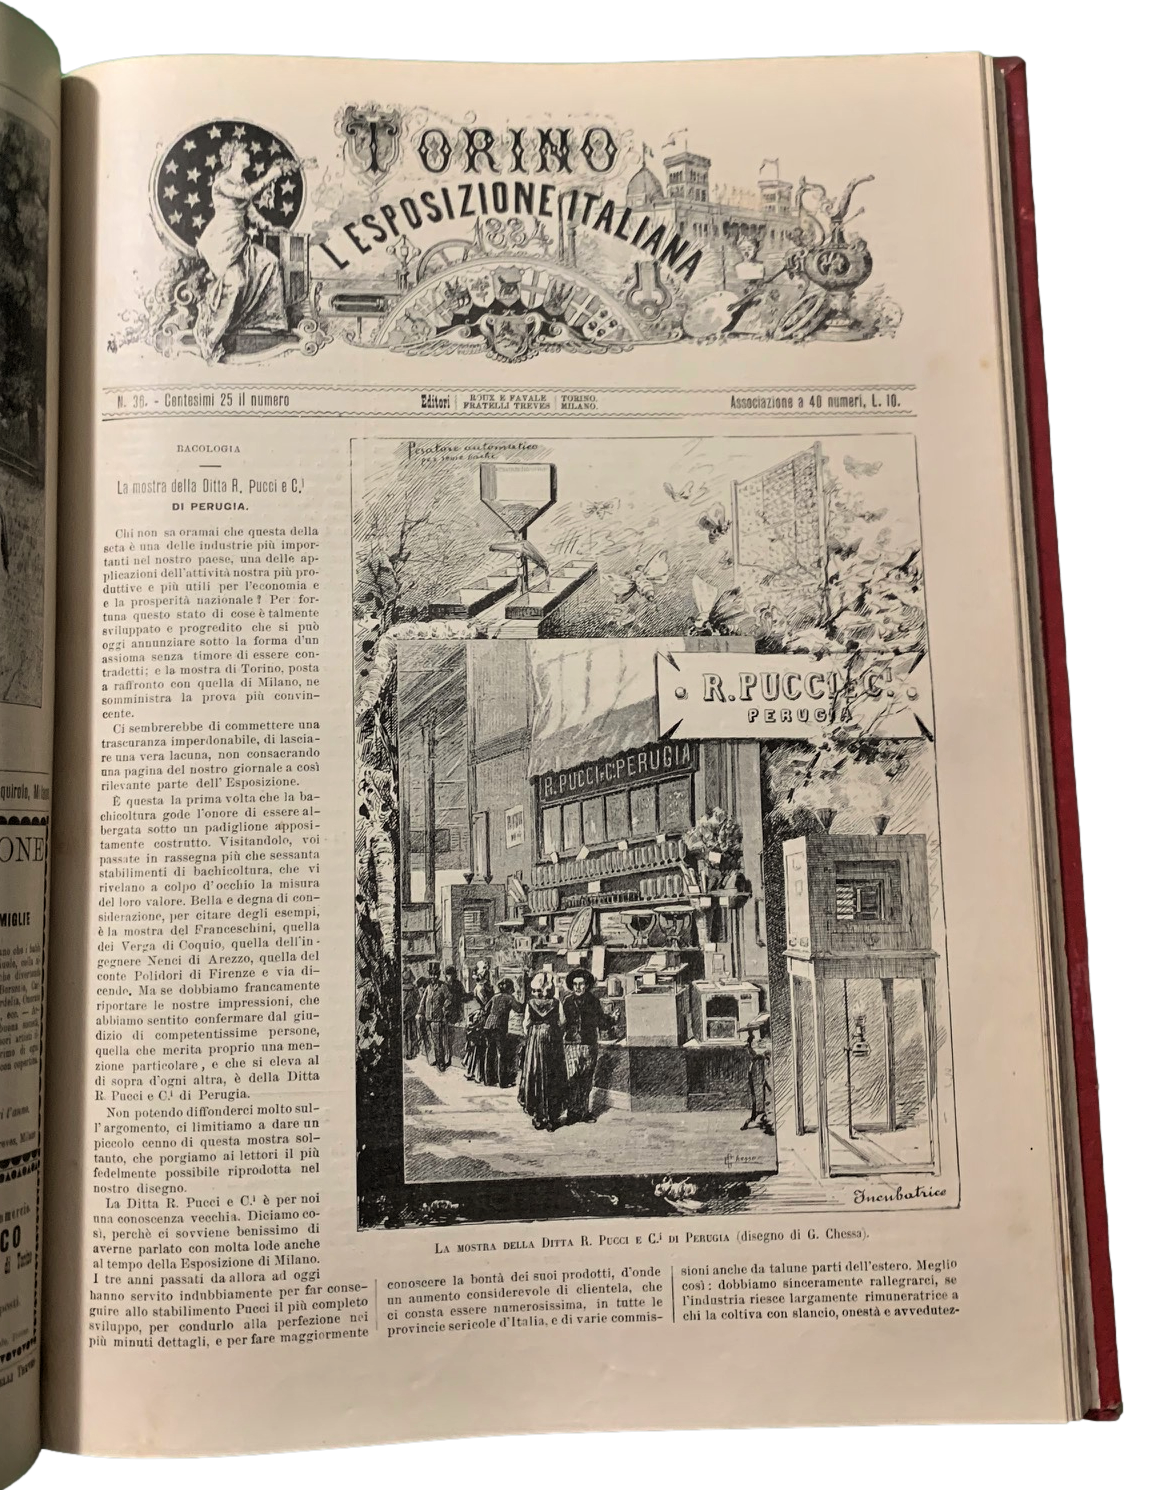 TORINO
L'ESPOSIZIONE ITALIANA
1884
N. 38. - Centesimi 25 il numero
Editori
ROUX E FAVALE
FRATELLI TREVES
TORINO.
MILANO.
Associazione a 40 numeri, L. 10.
BACOLOGIA
La mostra della Ditta R. Pucci e C.i
DI PERUGIA.
Chi non sa oramai che questa della
seta è una delle industrie più impor-
tanti nel nostro paese, una delle ap-
plicazioni dell'attività nostra più pro-
duttive e più utili per l'economia e
e la prosperità nazionale? Per for-
tuna questo stato di cose è talmente
sviluppato e progredito che si può
oggi annunziare sotto la forma d'un
assioma senza timore di essere con-
tradetti; e la mostra di Torino, posta
a raffronto con quella di Milano, ne
somministra la prova più convin-
cente.
Ci sembrerebbe di commettere una
trascuranza imperdonabile, di lascia-
re una vera lacuna, non consacrando
una pagina del nostro giornale a così
rilevante parte dell'Esposizione.
È questa la prima volta che la ba-
chicoltura gode l'onore di essere al-
bergata sotto un padiglione apposi-
tamente costrutto. Visitandolo, voi
passate in rassegna più che sessanta
stabilimenti di bachicoltura, che vi
rivelano a colpo d'occhio la misura
del loro valore. Bella e degna di con-
siderazione, per citare degli esempi,
è la mostra del Franceschini, quella
dei Verga di Coquio, quella dell'in-
gegnere Nenci di Arezzo, quella del
conte Polidori di Firenze e via di-
cendo. Ma se dobbiamo francamente
riportare le nostre impressioni, che
abbiamo sentito confermare dal giu-
dizio di competentissime persone,
quella che merita proprio una men-
zione particolare, e che si eleva al
di sopra d'ogni altra, è della Ditta
R. Pucci e C.i di Perugia.
Non potendo diffonderci molto sul-
l'argomento, ci limitiamo a dare un
piccolo cenno di questa mostra sol-
tanto, che porgiamo ai lettori il più
fedelmente possibile riprodotta nel
nostro disegno.
La Ditta R. Pucci e C.i è per noi
una conoscenza vecchia. Diciamo co-
sì, perchè ci sovviene benissimo di
averne parlato con molta lode anche
al tempo della Esposizione di Milano.
I tre anni passati da allora ad oggi
hanno servito indubbiamente per far conse-
guire allo stabilimento Pucci il più completo
sviluppo, per condurlo alla perfezione nei
più minuti dettagli, e per fare maggiormente
Pesatore automatico
per seme bachi
R. PUCCI E C.i
PERUGIA
R. PUCCI & C. PERUGIA
Chessa
Incubatrice
LA MOSTRA DELLA DITTA R. PUCCI E C.i DI PERUGIA (disegno di G. Chessa).
conoscere la bontà dei suoi prodotti, d'onde
un aumento considerevole di clientela, che
ci consta essere numerosissima, in tutte le
provincie sericole d'Italia, e di varie commis-
sioni anche da talune parti dell'estero. Meglio
così: dobbiamo sinceramente rallegrarci, se
l'industria riesce largamente rimuneratrice a
chi la coltiva con slancio, onestà e avvedutez-
ONE
MIGLIE
CO